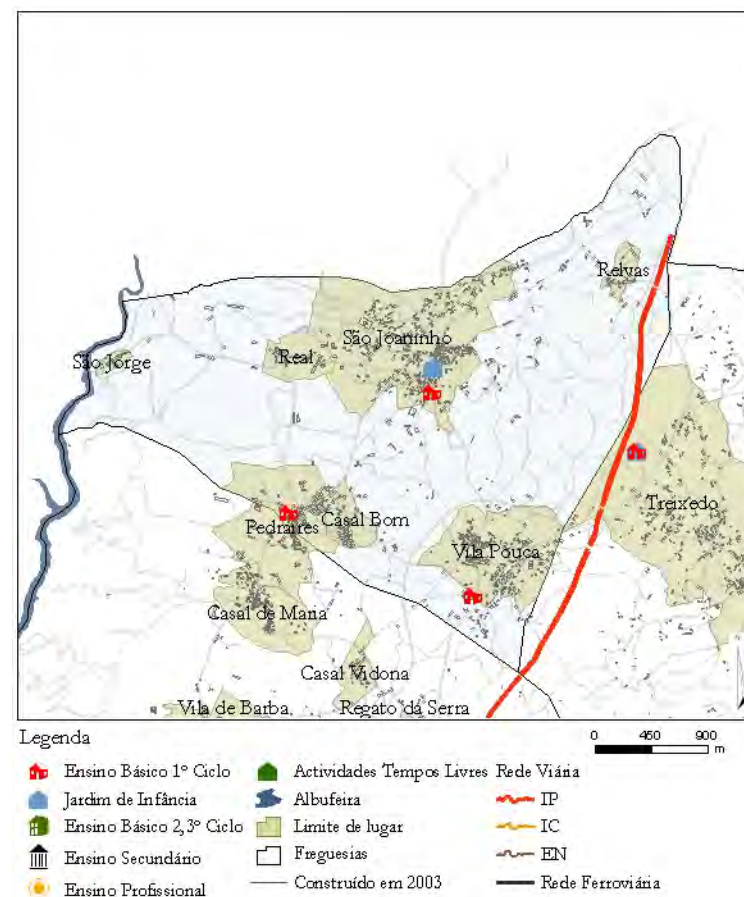 Relvas
São Joaninho
Real
São Jorge
Treixedo
Casal Bom
Pedraires
Vila Pouca
Casal de Maria
Casal Vidona
Vila de Barba
Regato da Serra
Legenda
0 450 900
m
Ensino Básico 1º Ciclo
Jardim de Infância
Ensino Básico 2,3º Ciclo
Ensino Secundário
Ensino Profissional
Actividades Tempos Livres
Albufeira
Limite de lugar
Freguesias
Construído em 2003
Rede Viária
IP
IC
EN
Rede Ferroviária